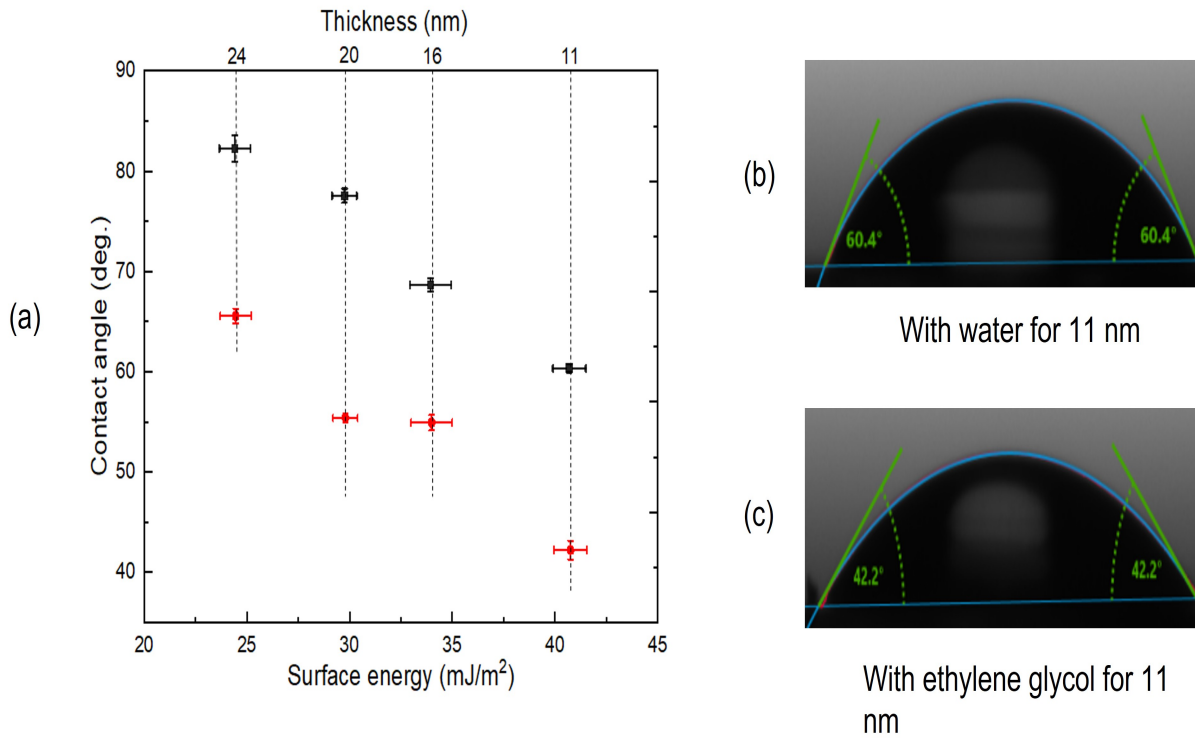 Thickness (nm)
24 20 16 11
90
80
70
60
50
40
20 25 30 35 40 45
Contact angle (deg.)
Surface energy (mJ/m²)
(a)
(b)
60.4° 60.4°
With water for 11 nm
(c)
42.2° 42.2°
With ethylene glycol for 11
nm